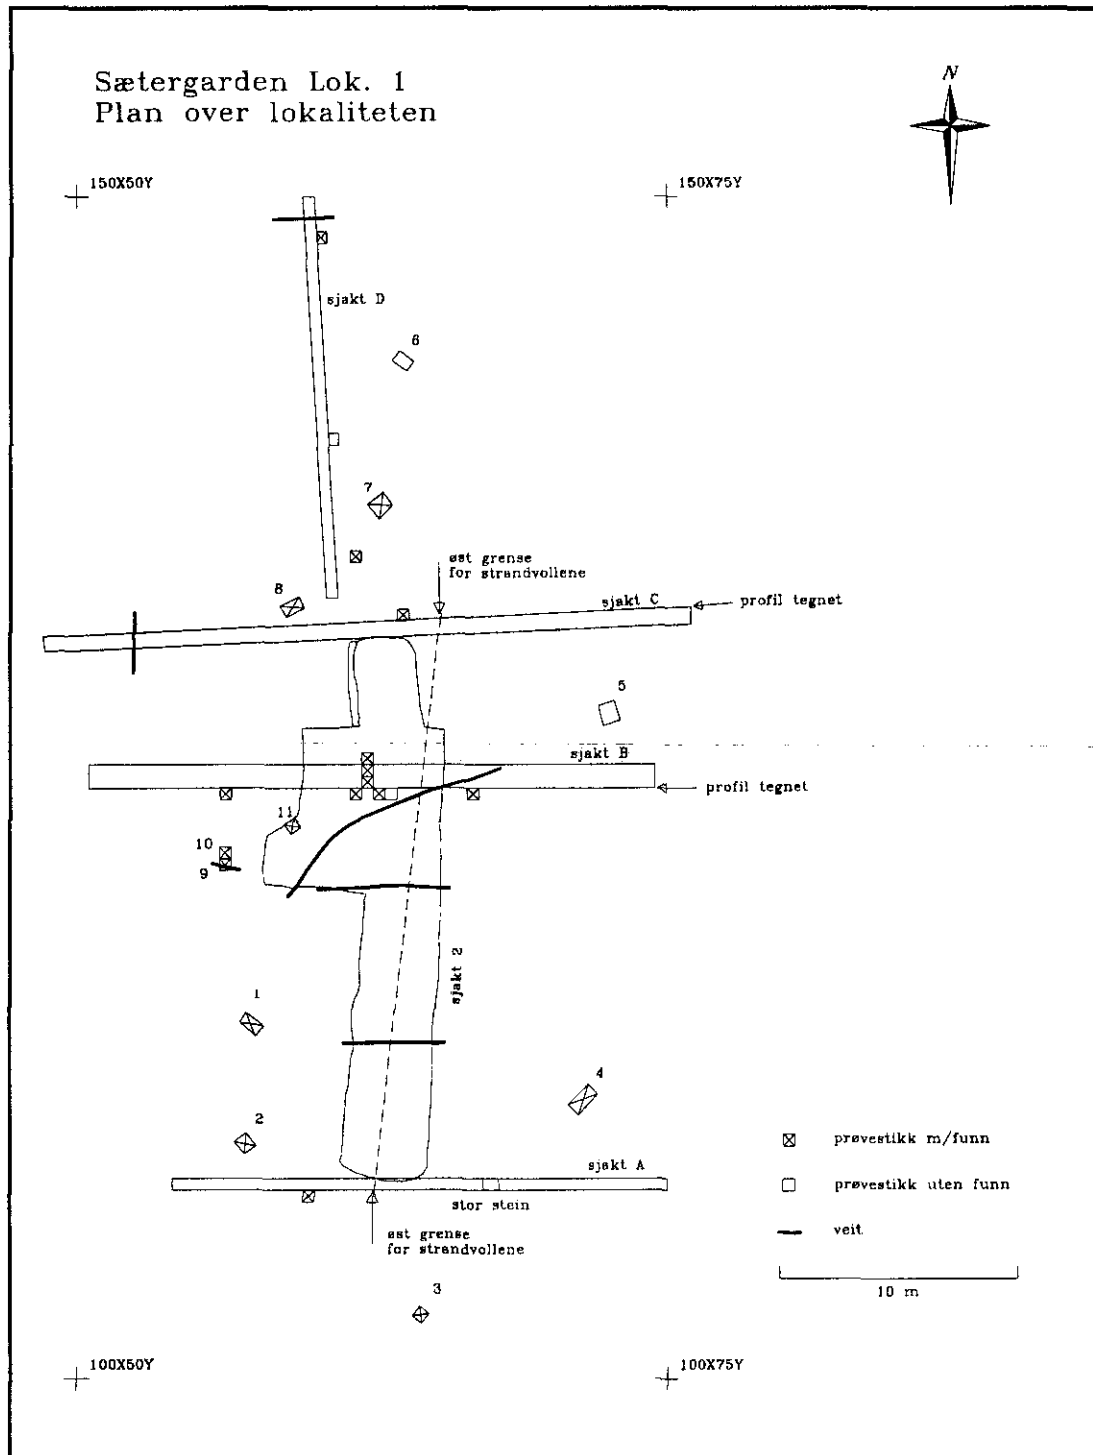 Sætergarden Lok. 1
Plan over lokaliteten
N
150X50Y
150X75Y
sjakt D
6
7
øst grense
for strandvollene
8
sjakt C
profil tegnet
5
sjakt B
profil tegnet
11
10
9
sjakt 2
1
4
2
prøvestikk m/funn
sjakt A
prøvestikk uten funn
stor stein
veit
øst grense
for strandvollene
10 m
3
100X50Y
100X75Y